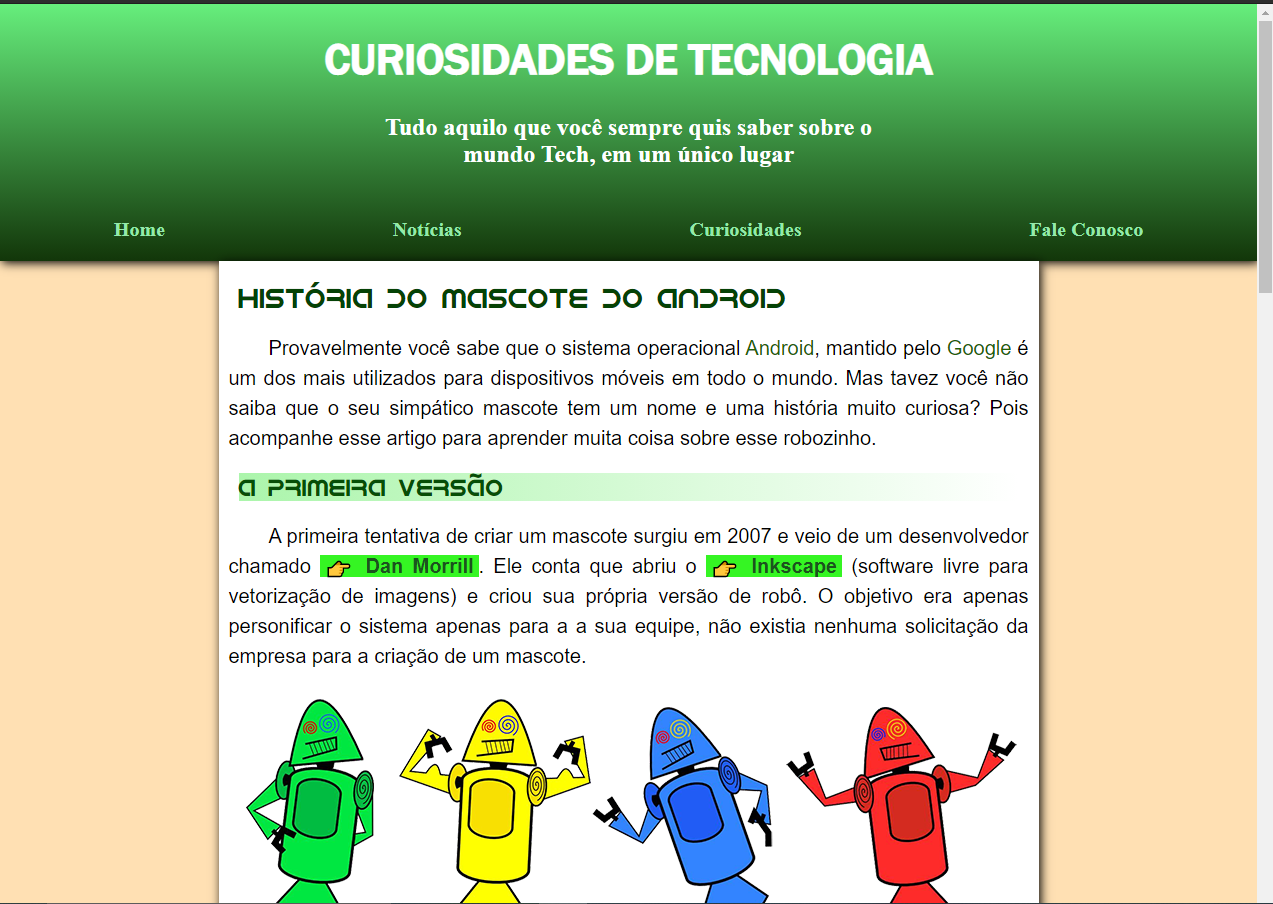 CURIOSIDADES DE TECNOLOGIA
Tudo aquilo que você sempre quis saber sobre o
mundo Tech, em um único lugar
Home Notícias Curiosidades Fale Conosco
HISTÓRIA DO MASCOTE DO ANDROID
Provavelmente você sabe que o sistema operacional Android, mantido pelo Google é
um dos mais utilizados para dispositivos móveis em todo o mundo. Mas tavez você não
saiba que o seu simpático mascote tem um nome e uma história muito curiosa? Pois
acompanhe esse artigo para aprender muita coisa sobre esse robozinho.
A PRIMEIRA VERSÃO
A primeira tentativa de criar um mascote surgiu em 2007 e veio de um desenvolvedor
chamado 👉 Dan Morrill. Ele conta que abriu o 👉 Inkscape (software livre para
vetorização de imagens) e criou sua própria versão de robô. O objetivo era apenas
personificar o sistema apenas para a a sua equipe, não existia nenhuma solicitação da
empresa para a criação de um mascote.